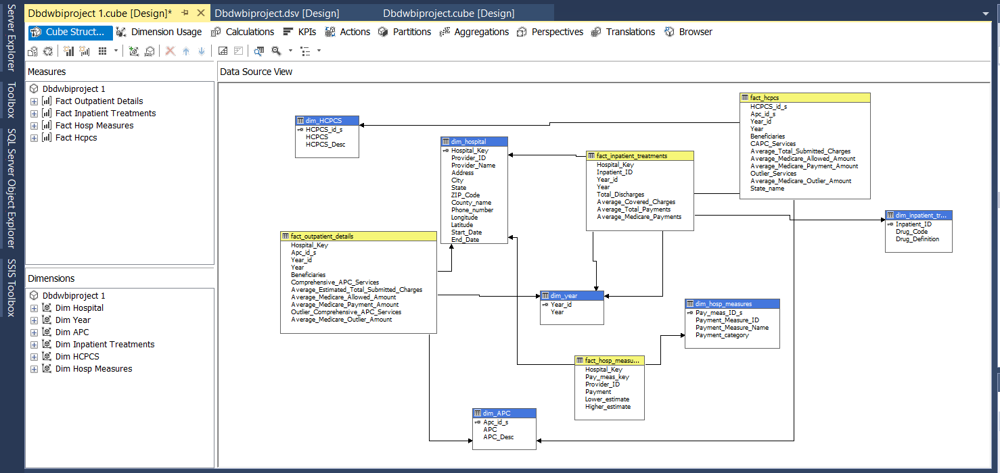 Dbdwbiproject 1.cube [Design]*
Dbdwbiproject.dsv [Design]
Dbdwbiproject.cube [Design]
Server Explorer
Toolbox
SQL Server Object Explorer
SSIS Toolbox
Cube Struct...
Dimension Usage
Calculations
KPIs
Actions
Partitions
Aggregations
Perspectives
Translations
Browser
Measures
Dbdwbiproject 1
Fact Outpatient Details
Fact Inpatient Treatments
Fact Hosp Measures
Fact Hcpcs
Dimensions
Dbdwbiproject 1
Dim Hospital
Dim Year
Dim APC
Dim Inpatient Treatments
Dim HCPCS
Dim Hosp Measures
Data Source View
dim_HCPCS
HCPCS_id_s
HCPCS
HCPCS_Desc
dim_hospital
Hospital_Key
Provider_ID
Provider_Name
Address
City
State
ZIP_Code
County_name
Phone_number
Longitude
Latitude
Start_Date
End_Date
fact_inpatient_treatments
Hospital_Key
Inpatient_ID
Year_id
Year
Total_Discharges
Average_Covered_Charges
Average_Total_Payments
Average_Medicare_Payments
fact_hcpcs
HCPCS_id_s
Apc_id_s
Year_id
Year
Beneficiaries
CAPC_Services
Average_Total_Submitted_Charges
Average_Medicare_Allowed_Amount
Average_Medicare_Payment_Amount
Outlier_Services
Average_Medicare_Outlier_Amount
State_name
dim_inpatient_tr...
Inpatient_ID
Drug_Code
Drug_Definition
fact_outpatient_details
Hospital_Key
Apc_id_s
Year_id
Year
Beneficiaries
Comprehensive_APC_Services
Average_Estimated_Total_Submitted_Charges
Average_Medicare_Allowed_Amount
Average_Medicare_Payment_Amount
Outlier_Comprehensive_APC_Services
Average_Medicare_Outlier_Amount
dim_year
Year_id
Year
dim_hosp_measures
Pay_meas_ID_s
Payment_Measure_ID
Payment_Measure_Name
Payment_category
fact_hosp_measu...
Hospital_Key
Pay_meas_key
Provider_ID
Payment
Lower_estimate
Higher_estimate
dim_APC
Apc_id_s
APC
APC_Desc